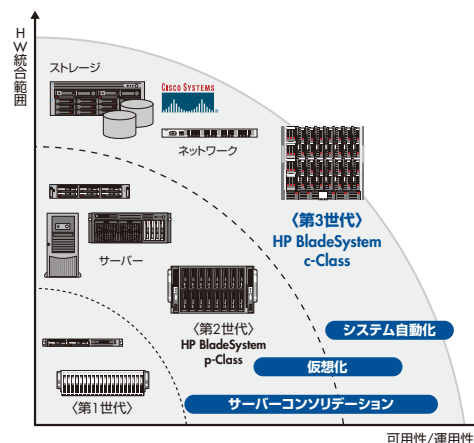 HW統合範囲
ストレージ
CISCO SYSTEMS
ネットワーク
〈第3世代〉
HP BladeSystem
c-Class
サーバー
〈第2世代〉
HP BladeSystem
p-Class
システム自動化
仮想化
〈第1世代〉
サーバーコンソリデーション
可用性/運用性